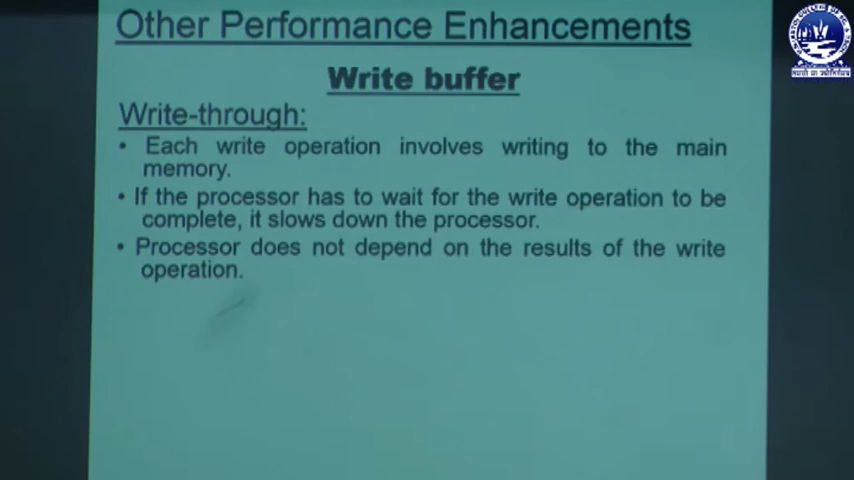 Other Performance Enhancements
Write buffer
Write-through:
• Each write operation involves writing to the main
memory.
• If the processor has to wait for the write operation to be
complete, it slows down the processor.
• Processor does not depend on the results of the write
operation.